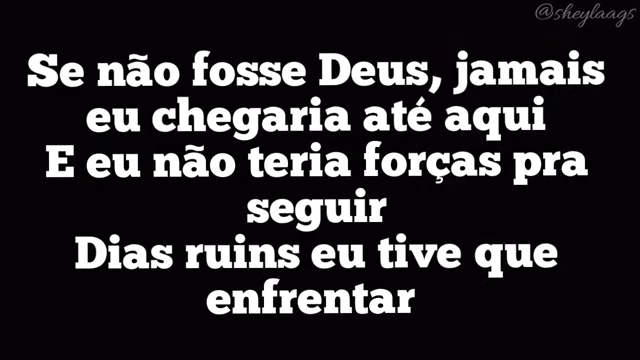 @sheylaags
Se não fosse Deus, jamais
eu chegaria até aqui
E eu não teria forças pra
seguir
Dias ruins eu tive que
enfrentar